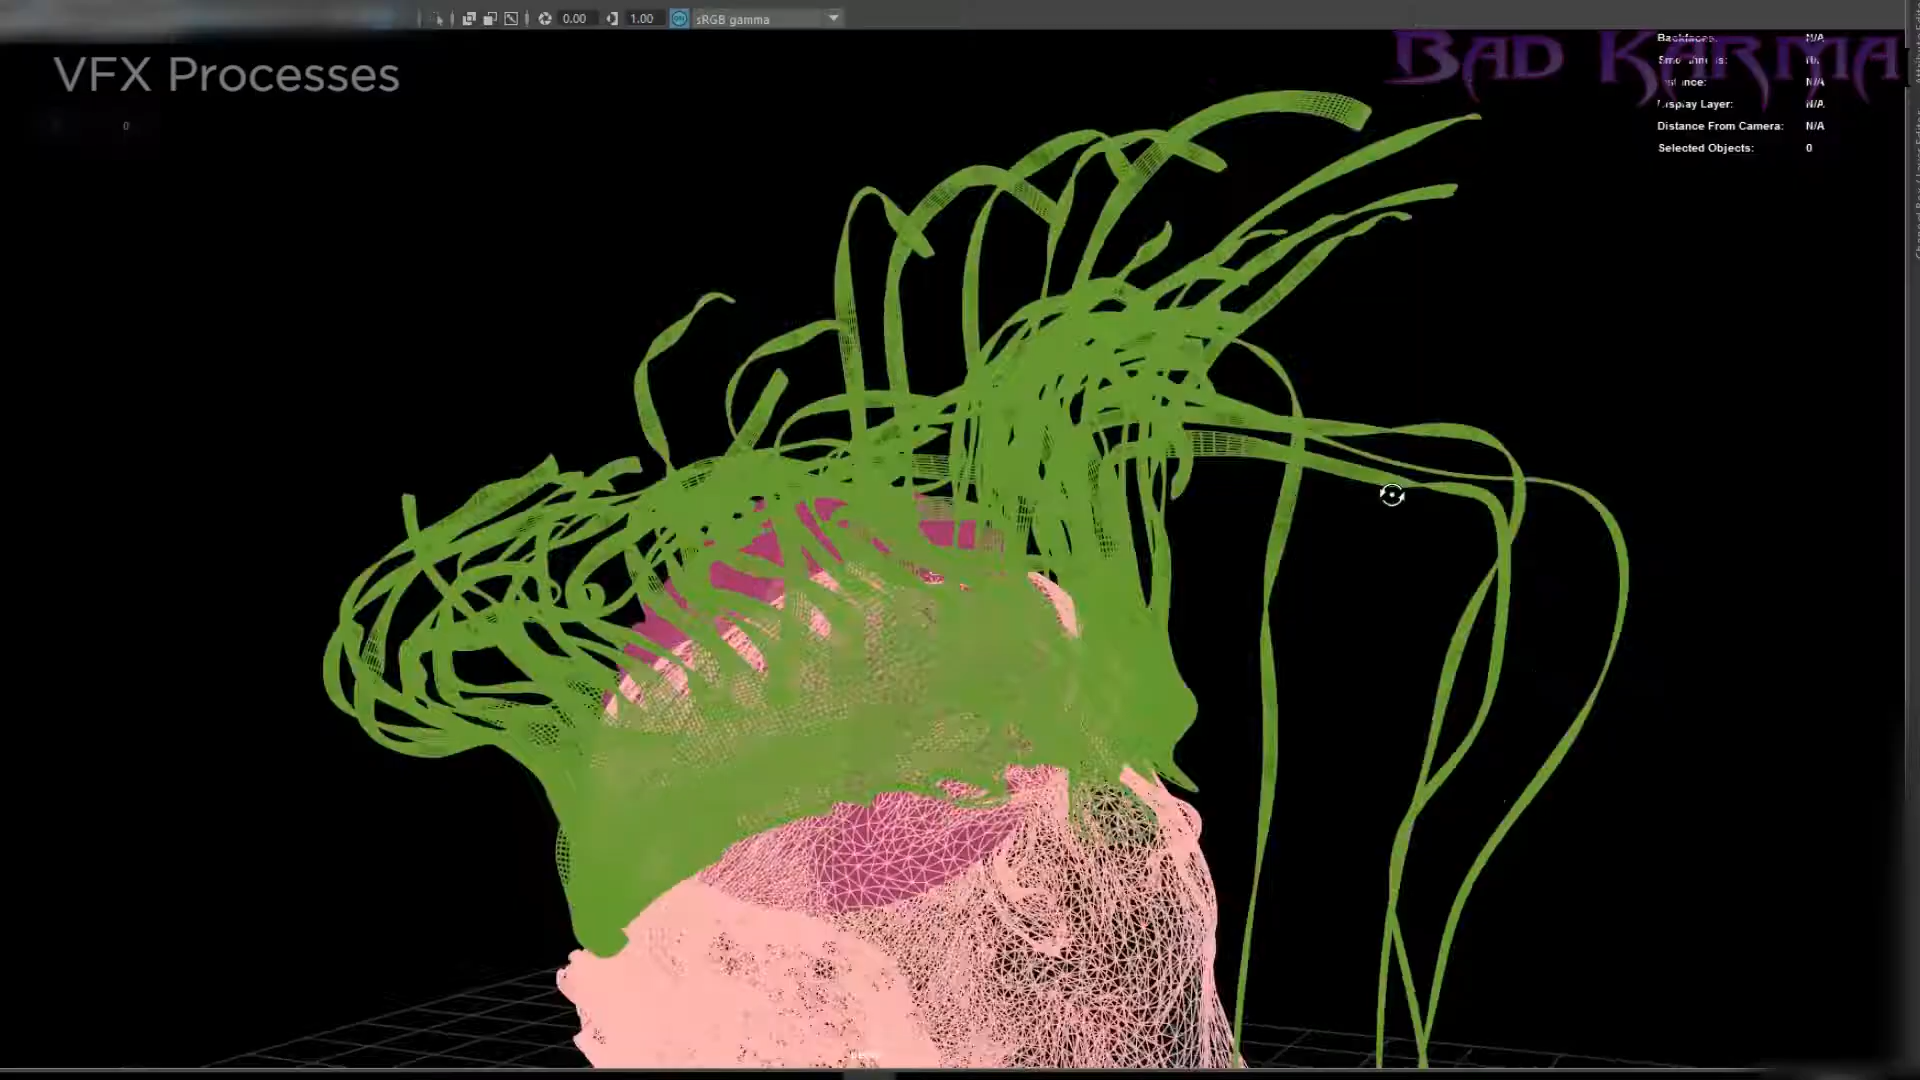 0.00 1.00 sRGB gamma
VFX Processes
0
BAD KARMA
Backfaces: N/A
N/A
Display Layer: N/A
Distance From Camera: N/A
Selected Objects: 0